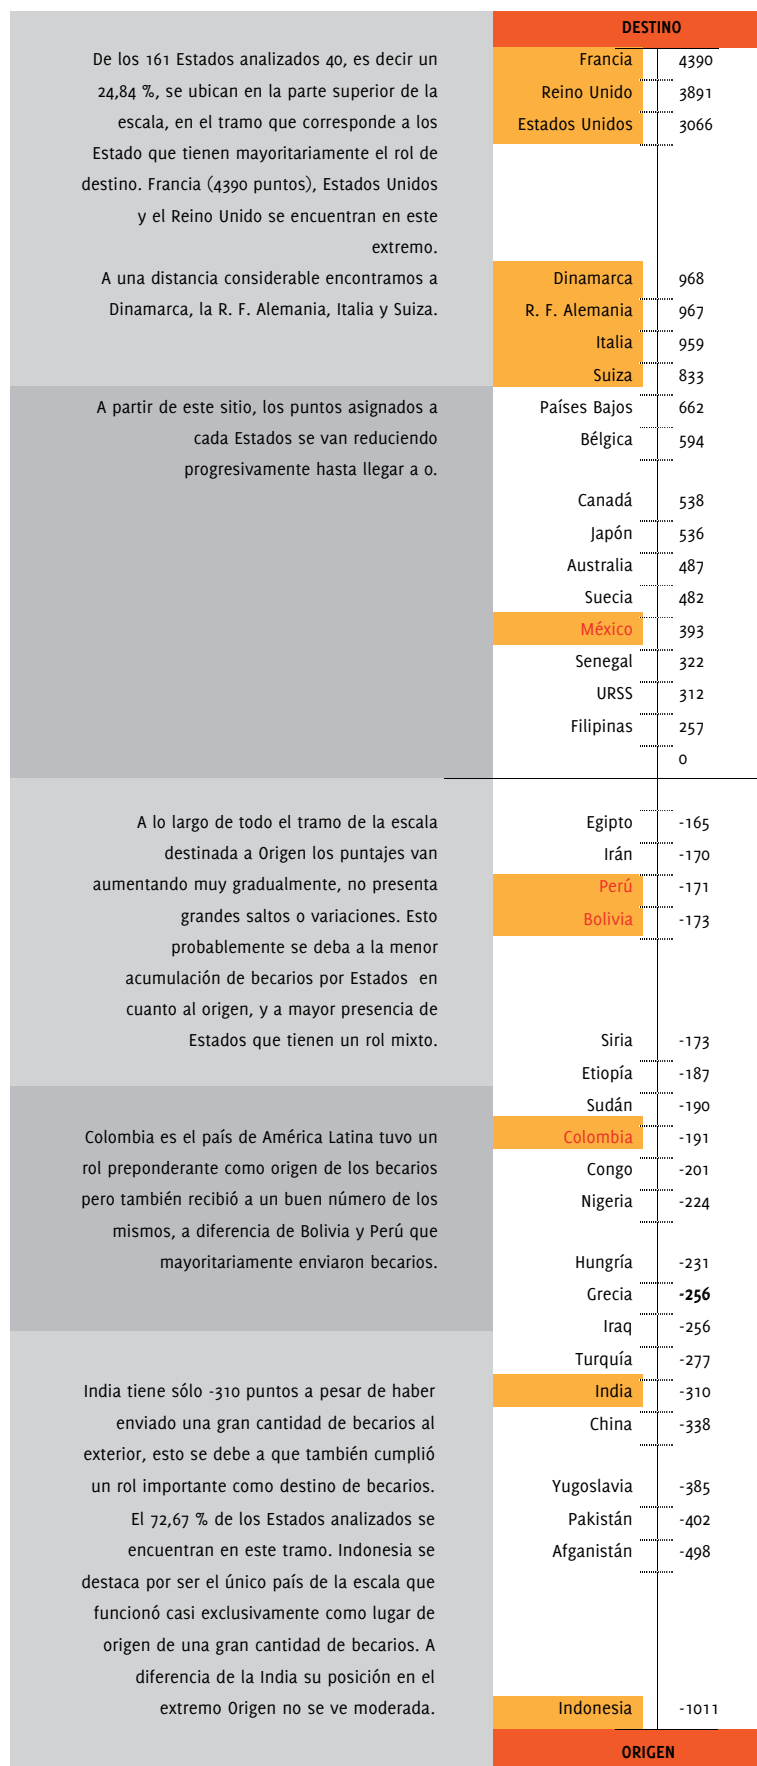 DESTINO
De los 161 Estados analizados 40, es decir un
24,84 %, se ubican en la parte superior de la
escala, en el tramo que corresponde a los
Estado que tienen mayoritariamente el rol de
destino. Francia (4390 puntos), Estados Unidos
y el Reino Unido se encuentran en este
extremo.
A una distancia considerable encontramos a
Dinamarca, la R. F. Alemania, Italia y Suiza.
A partir de este sitio, los puntos asignados a
cada Estados se van reduciendo
progresivamente hasta llegar a 0.
A lo largo de todo el tramo de la escala
destinada a Origen los puntajes van
aumentando muy gradualmente, no presenta
grandes saltos o variaciones. Esto
probablemente se deba a la menor
acumulación de becarios por Estados en
cuanto al origen, y a mayor presencia de
Estados que tienen un rol mixto.
Colombia es el país de América Latina tuvo un
rol preponderante como origen de los becarios
pero también recibió a un buen número de los
mismos, a diferencia de Bolivia y Perú que
mayoritariamente enviaron becarios.
India tiene sólo -310 puntos a pesar de haber
enviado una gran cantidad de becarios al
exterior, esto se debe a que también cumplió
un rol importante como destino de becarios.
El 72,67 % de los Estados analizados se
encuentran en este tramo. Indonesia se
destaca por ser el único país de la escala que
funcionó casi exclusivamente como lugar de
origen de una gran cantidad de becarios. A
diferencia de la India su posición en el
extremo Origen no se ve moderada.
Francia 4390
Reino Unido 3891
Estados Unidos 3066
Dinamarca 968
R. F. Alemania 967
Italia 959
Suiza 833
Países Bajos 662
Bélgica 594
Canadá 538
Japón 536
Australia 487
Suecia 482
México 393
Senegal 322
URSS 312
Filipinas 257
0
Egipto -165
Irán -170
Perú -171
Bolivia -173
Siria -173
Etiopía -187
Sudán -190
Colombia -191
Congo -201
Nigeria -224
Hungría -231
Grecia -256
Iraq -256
Turquía -277
India -310
China -338
Yugoslavia -385
Pakistán -402
Afganistán -498
Indonesia -1011
ORIGEN